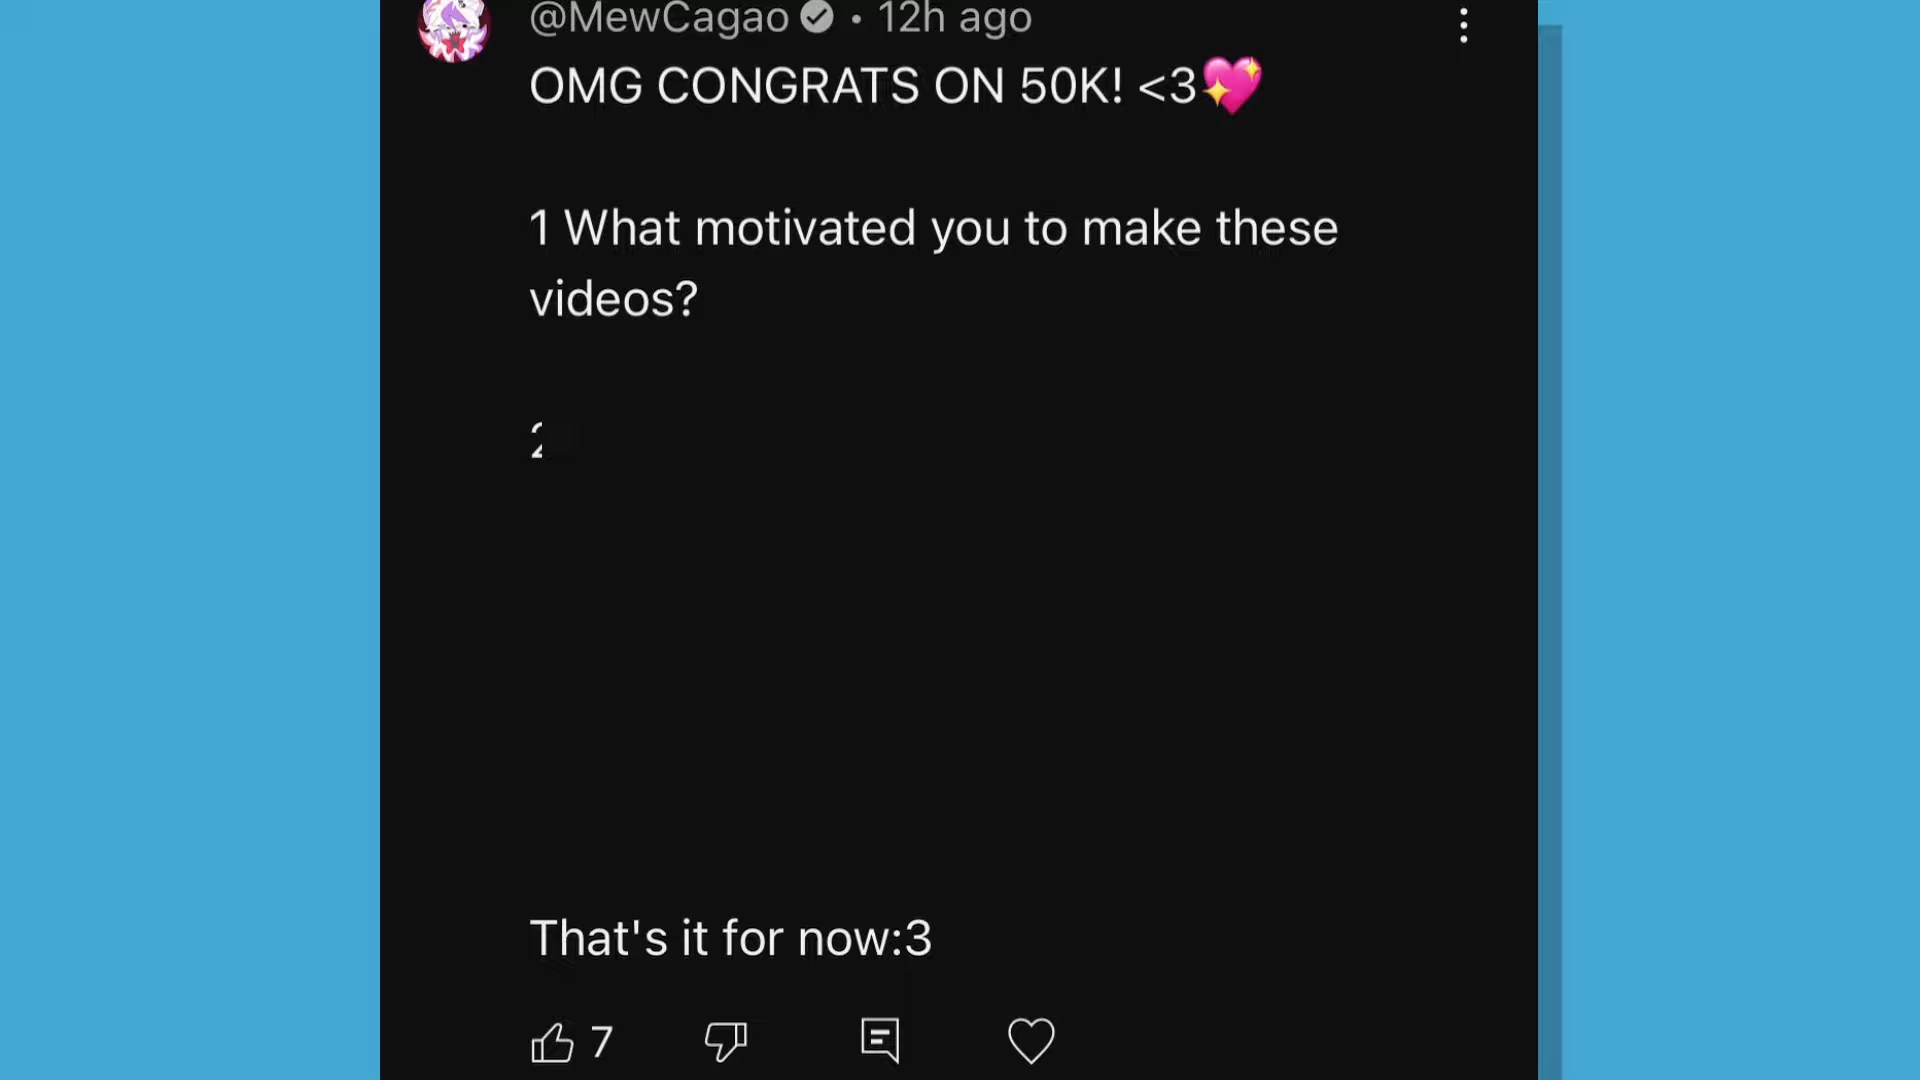 @MewCagao • 12h ago
OMG CONGRATS ON 50K! <3💖
1 What motivated you to make these
videos?
2
That's it for now:3
7